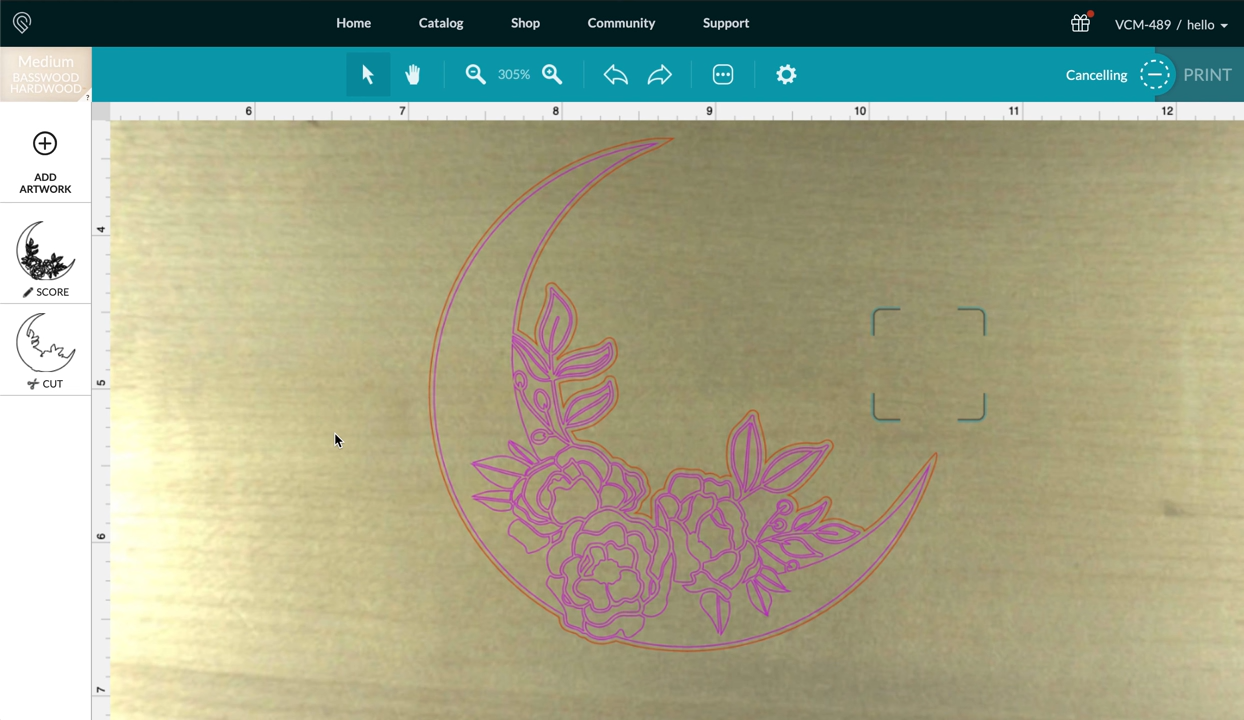 Home Catalog Shop Community Support VCM-489 / hello
Medium
BASSWOOD
HARDWOOD
?
305%
Cancelling PRINT
6 7 8 9 10 11 12
ADD
ARTWORK
4
SCORE
5
CUT
6
7